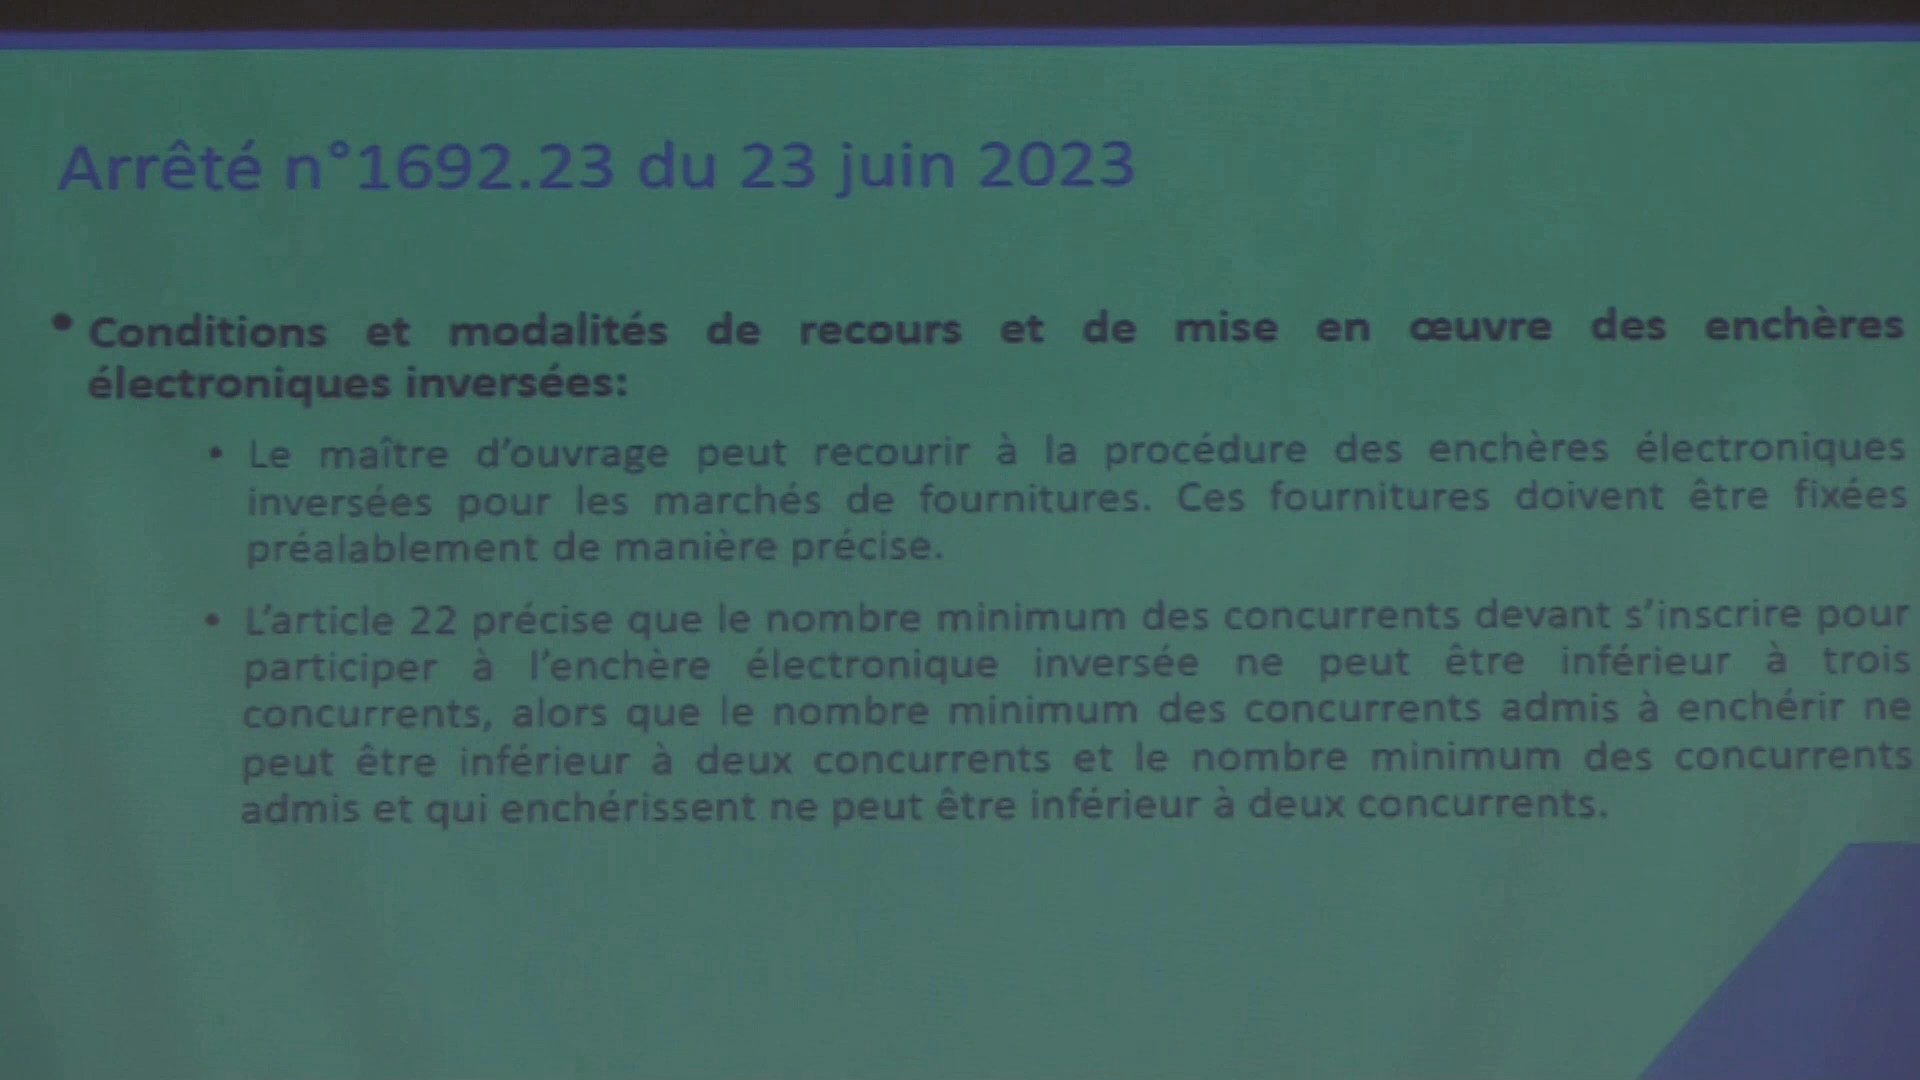 Arrêté n°1692.23 du 23 juin 2023
• Conditions et modalités de recours et de mise en œuvre des enchères
électroniques inversées:
• Le maître d’ouvrage peut recourir à la procédure des enchères électroniques
inversées pour les marchés de fournitures. Ces fournitures doivent être fixées
préalablement de manière précise.
• L’article 22 précise que le nombre minimum des concurrents devant s’inscrire pour
participer à l’enchère électronique inversée ne peut être inférieur à trois
concurrents, alors que le nombre minimum des concurrents admis à enchérir ne
peut être inférieur à deux concurrents et le nombre minimum des concurrents
admis et qui enchérissent ne peut être inférieur à deux concurrents.